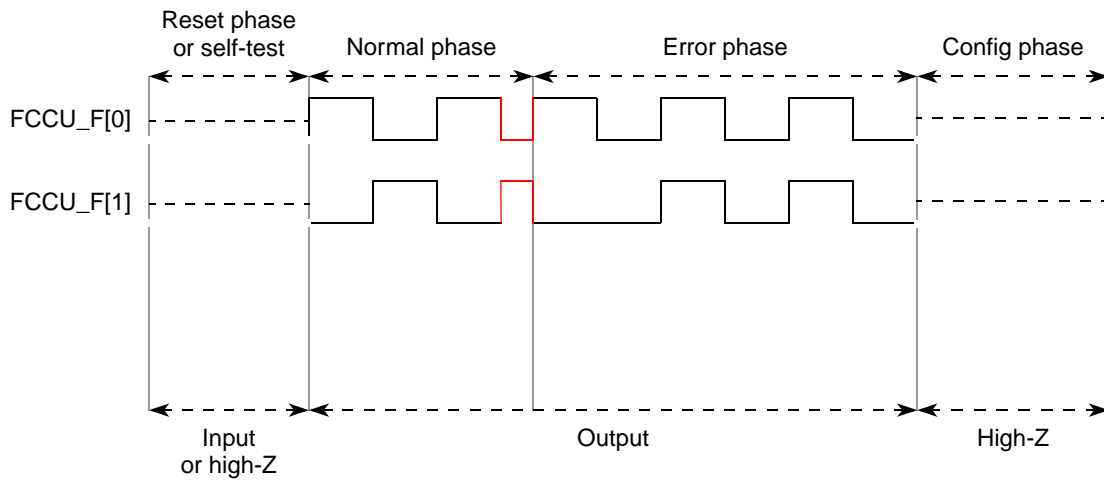 Reset phase
or self-test
Normal phase
Error phase
Config phase
FCCU_F[0]
FCCU_F[1]
Input
or high-Z
Output
High-Z